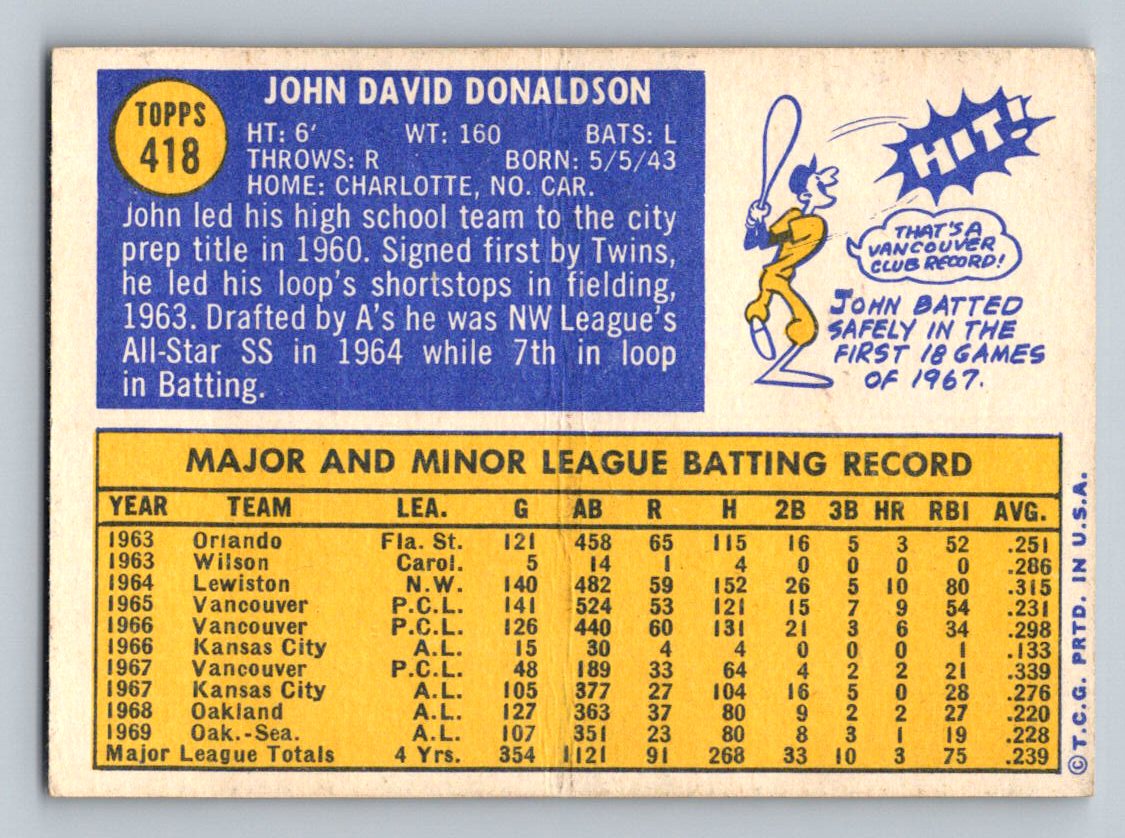 TOPPS
418
JOHN DAVID DONALDSON
HT: 6' WT: 160 BATS: L
THROWS: R BORN: 5/5/43
HOME: CHARLOTTE, NO. CAR.
John led his high school team to the city
prep title in 1960. Signed first by Twins,
he led his loop's shortstops in fielding,
1963. Drafted by A's he was NW League's
All-Star SS in 1964 while 7th in loop
in Batting.
HIT!
THAT'S A
VANCOUVER
CLUB RECORD!
JOHN BATTED
SAFELY IN THE
FIRST 18 GAMES
OF 1967.
MAJOR AND MINOR LEAGUE BATTING RECORD
YEAR TEAM LEA. G AB R H 2B 3B HR RBI AVG.
1963 Orlando Fla. St. 121 458 65 115 16 5 3 52 .251
1963 Wilson Carol. 5 14 1 4 0 0 0 0 .286
1964 Lewiston N.W. 140 482 59 152 26 5 10 80 .315
1965 Vancouver P.C.L. 141 524 53 121 15 7 9 54 .231
1966 Vancouver P.C.L. 126 440 60 131 21 3 6 34 .298
1966 Kansas City A.L. 15 30 4 4 0 0 0 1 .133
1967 Vancouver P.C.L. 48 189 33 64 4 2 2 21 .339
1967 Kansas City A.L. 105 377 27 104 16 5 0 28 .276
1968 Oakland A.L. 127 363 37 80 9 2 2 27 .220
1969 Oak.-Sea. A.L. 107 351 23 80 8 3 1 19 .228
Major League Totals 4 Yrs. 354 1121 91 268 33 10 3 75 .239
©T.C.G. PRTD. IN U.S.A.